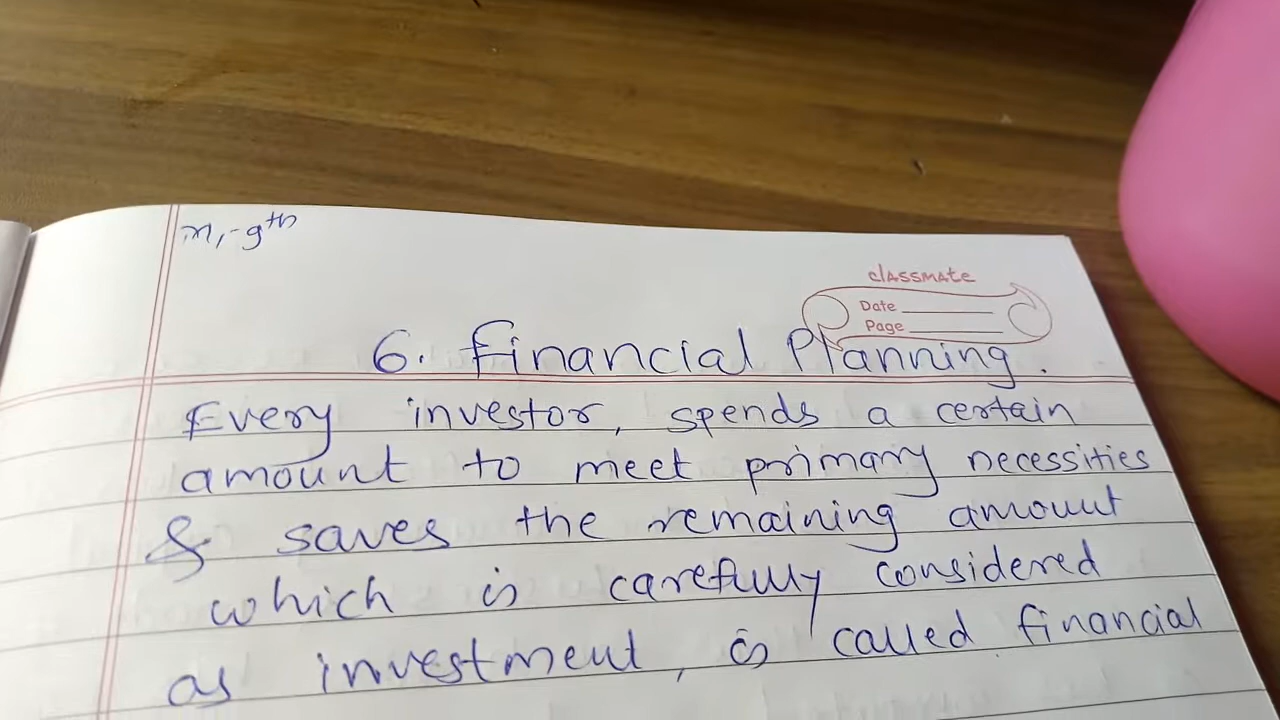 m,-9th
classmate
Date
Page
6. Financial Planning.
Every investor, spends a certain
amount to meet primary necessities
& saves the remaining amount
which is carefully considered
as investment, is called financial